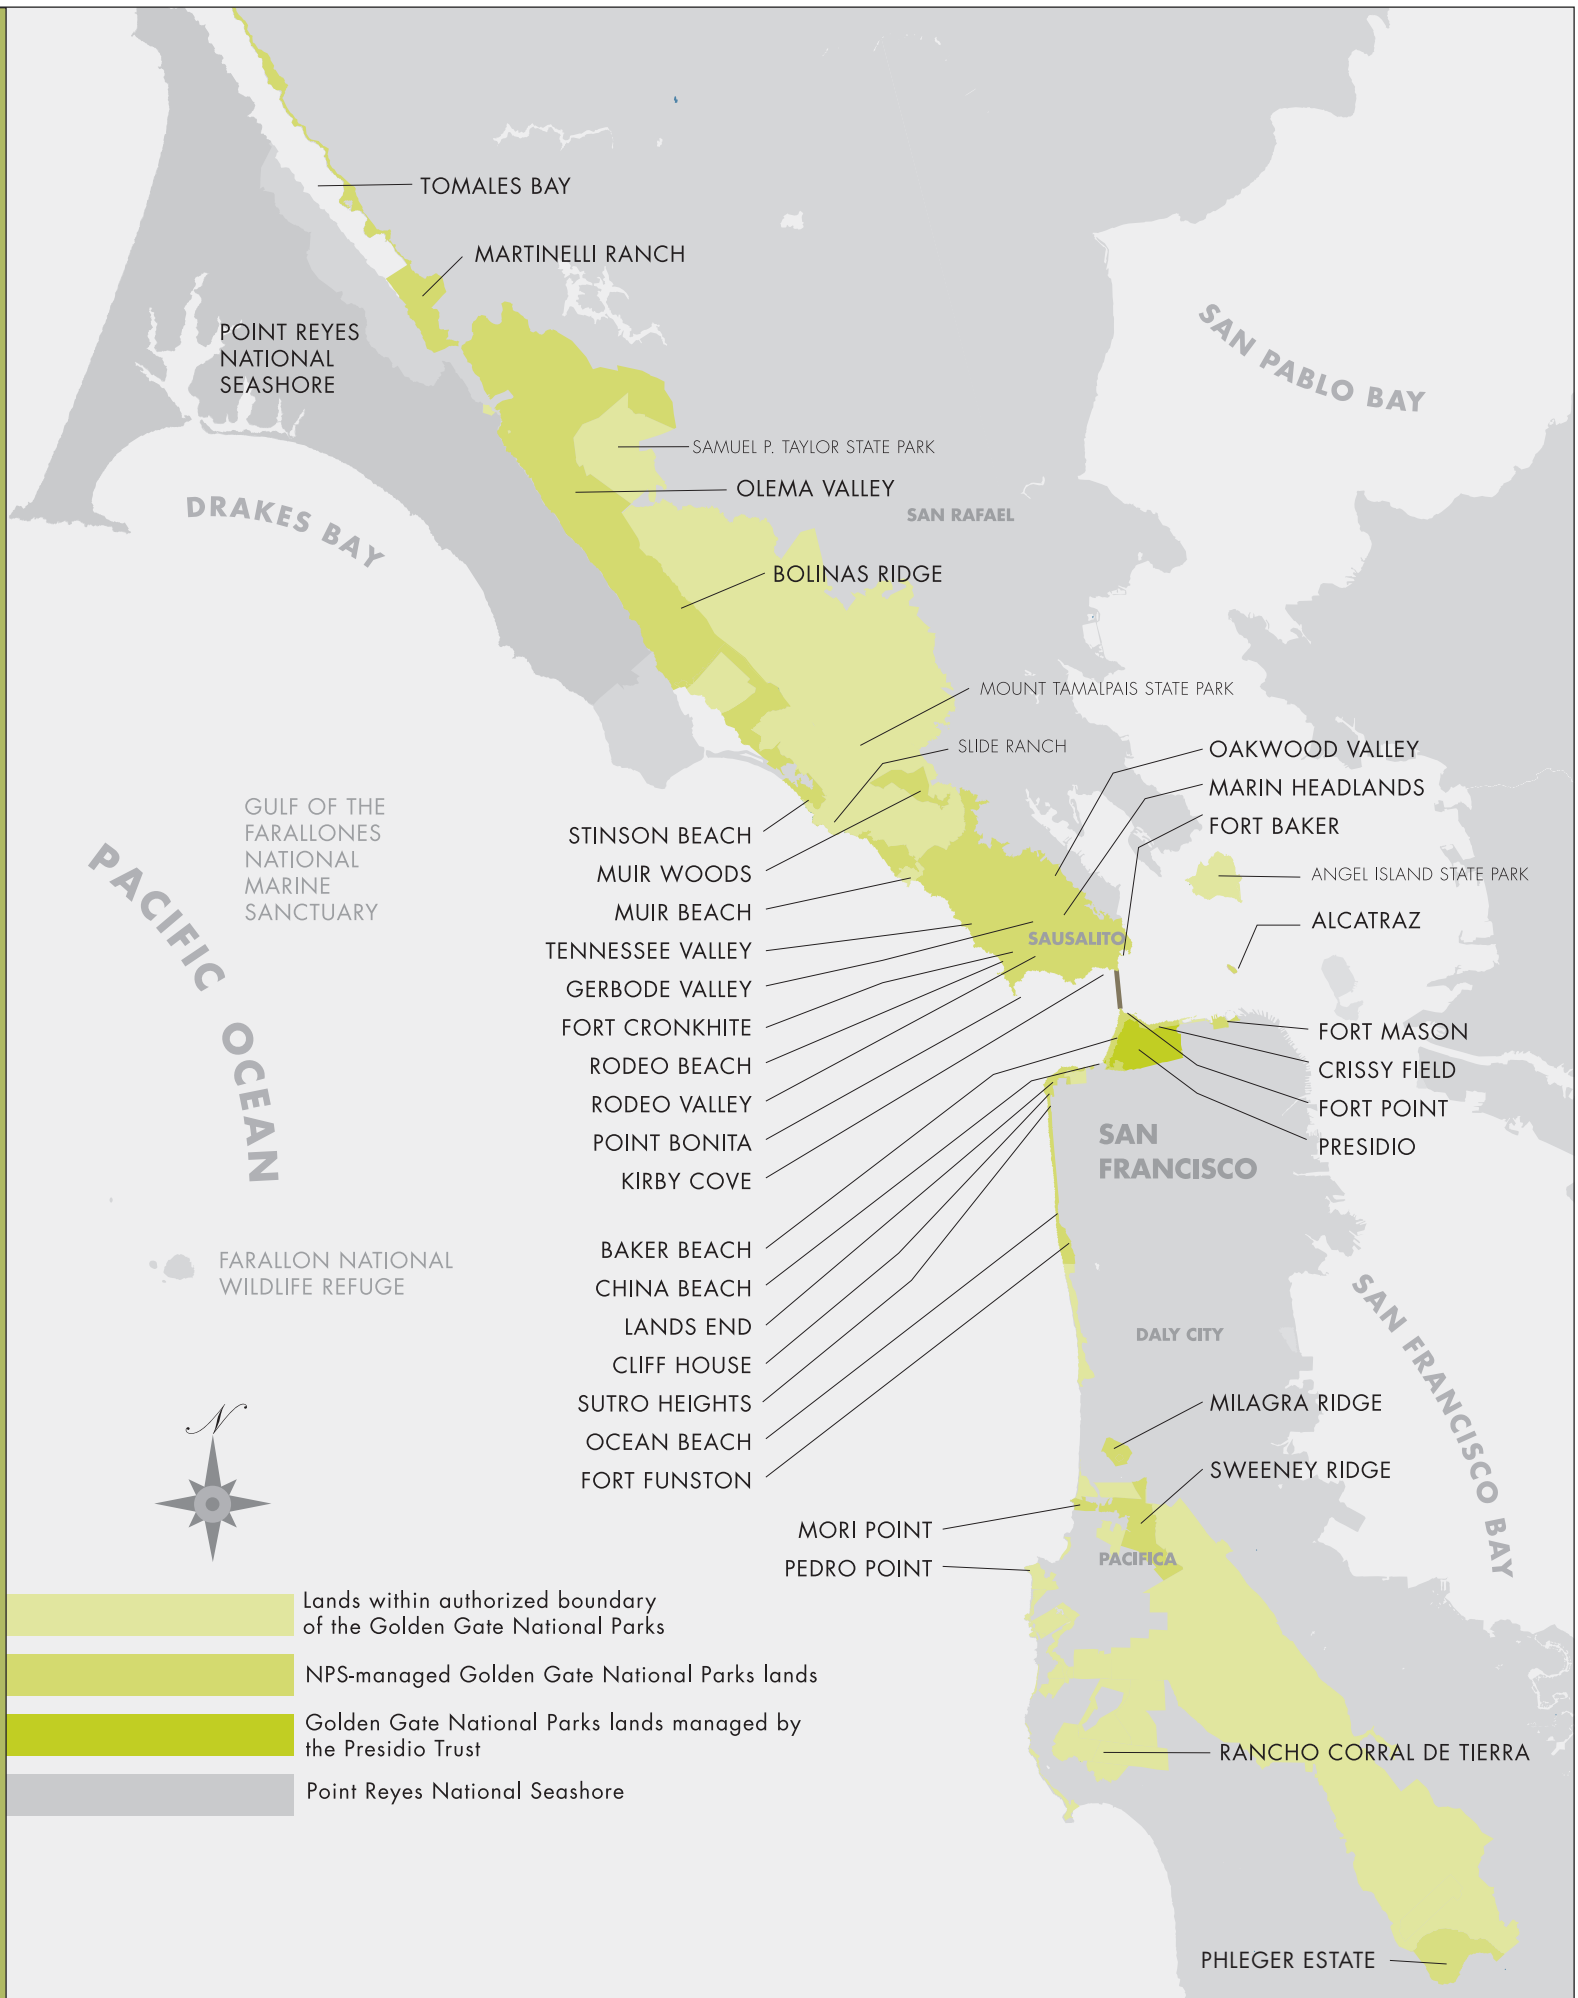 TOMALES BAY
MARTINELLI RANCH
POINT REYES
NATIONAL
SEASHORE
SAN PABLO BAY
SAMUEL P. TAYLOR STATE PARK
OLEMA VALLEY
DRAKES BAY
SAN RAFAEL
BOLINAS RIDGE
MOUNT TAMALPAIS STATE PARK
SLIDE RANCH
OAKWOOD VALLEY
MARIN HEADLANDS
FORT BAKER
ANGEL ISLAND STATE PARK
ALCATRAZ
GULF OF THE
FARALLONES
NATIONAL
MARINE
SANCTUARY
PACIFIC OCEAN
STINSON BEACH
MUIR WOODS
MUIR BEACH
TENNESSEE VALLEY
GERBODE VALLEY
FORT CRONKHITE
RODEO BEACH
RODEO VALLEY
POINT BONITA
KIRBY COVE
SAUSALITO
FORT MASON
CRISSY FIELD
FORT POINT
PRESIDIO
SAN
FRANCISCO
BAKER BEACH
CHINA BEACH
LANDS END
CLIFF HOUSE
SUTRO HEIGHTS
OCEAN BEACH
FORT FUNSTON
FARALLON NATIONAL
WILDLIFE REFUGE
DALY CITY
SAN FRANCISCO BAY
MILAGRA RIDGE
SWEENEY RIDGE
N
MORI POINT
PEDRO POINT
PACIFICA
Lands within authorized boundary
of the Golden Gate National Parks
NPS-managed Golden Gate National Parks lands
Golden Gate National Parks lands managed by
the Presidio Trust
Point Reyes National Seashore
RANCHO CORRAL DE TIERRA
PHLEGER ESTATE